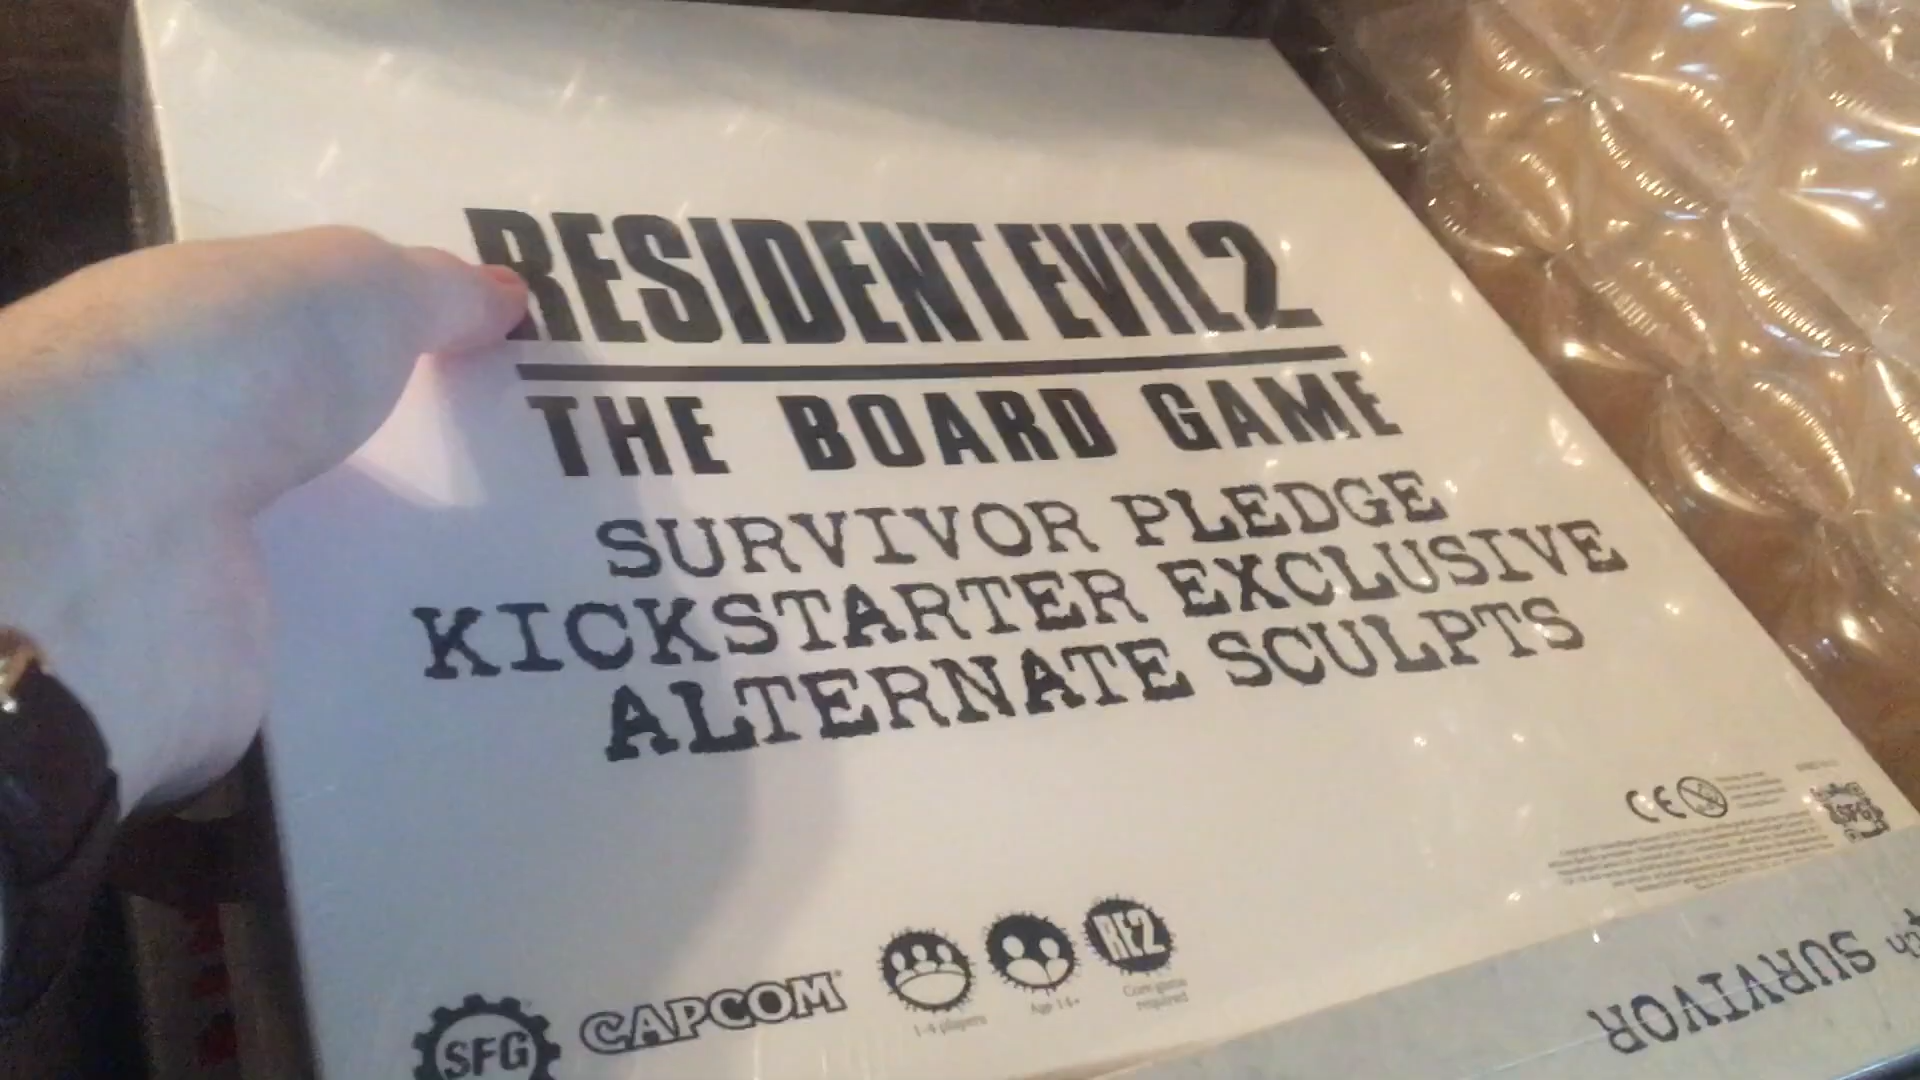 RESIDENT EVIL 2
THE BOARD GAME
SURVIVOR PLEDGE
KICKSTARTER EXCLUSIVE
ALTERNATE SCULPTS
CE
SFG
SFG
CAPCOM
RE2
1-4 players
Age 14+
Core game
required
SURVIVOR